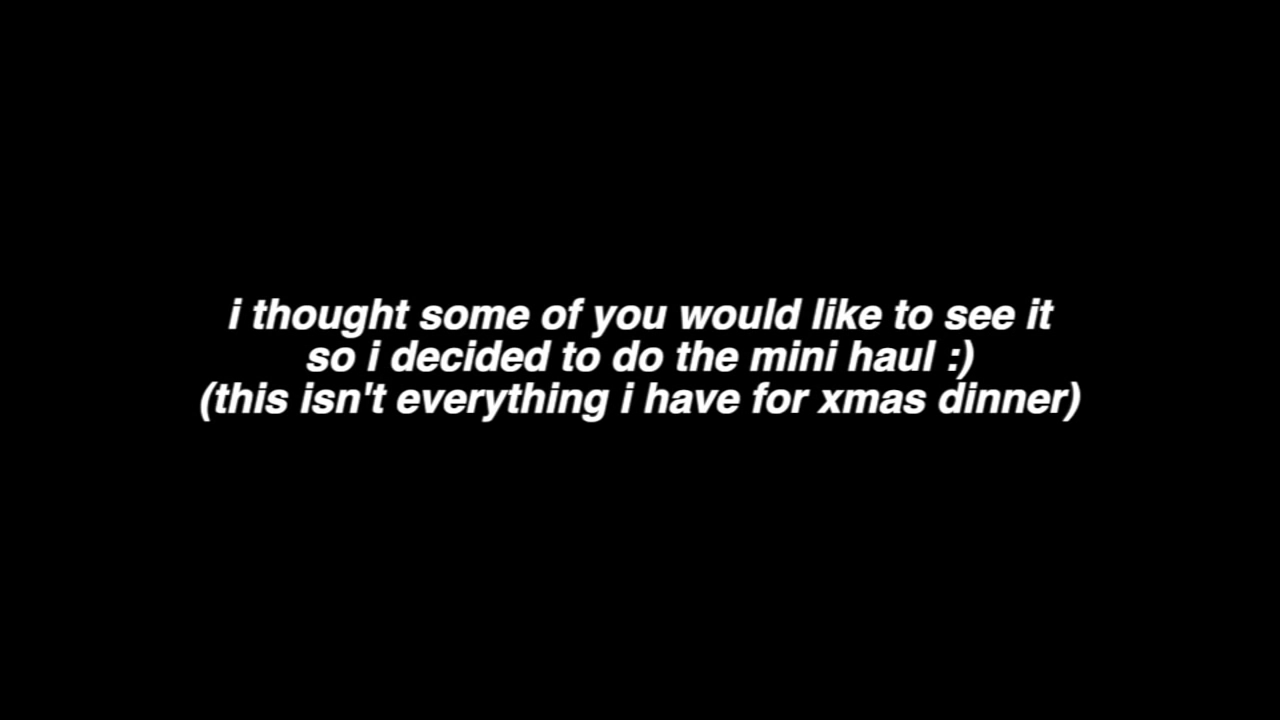 i thought some of you would like to see it
so i decided to do the mini haul :)
(this isn't everything i have for xmas dinner)